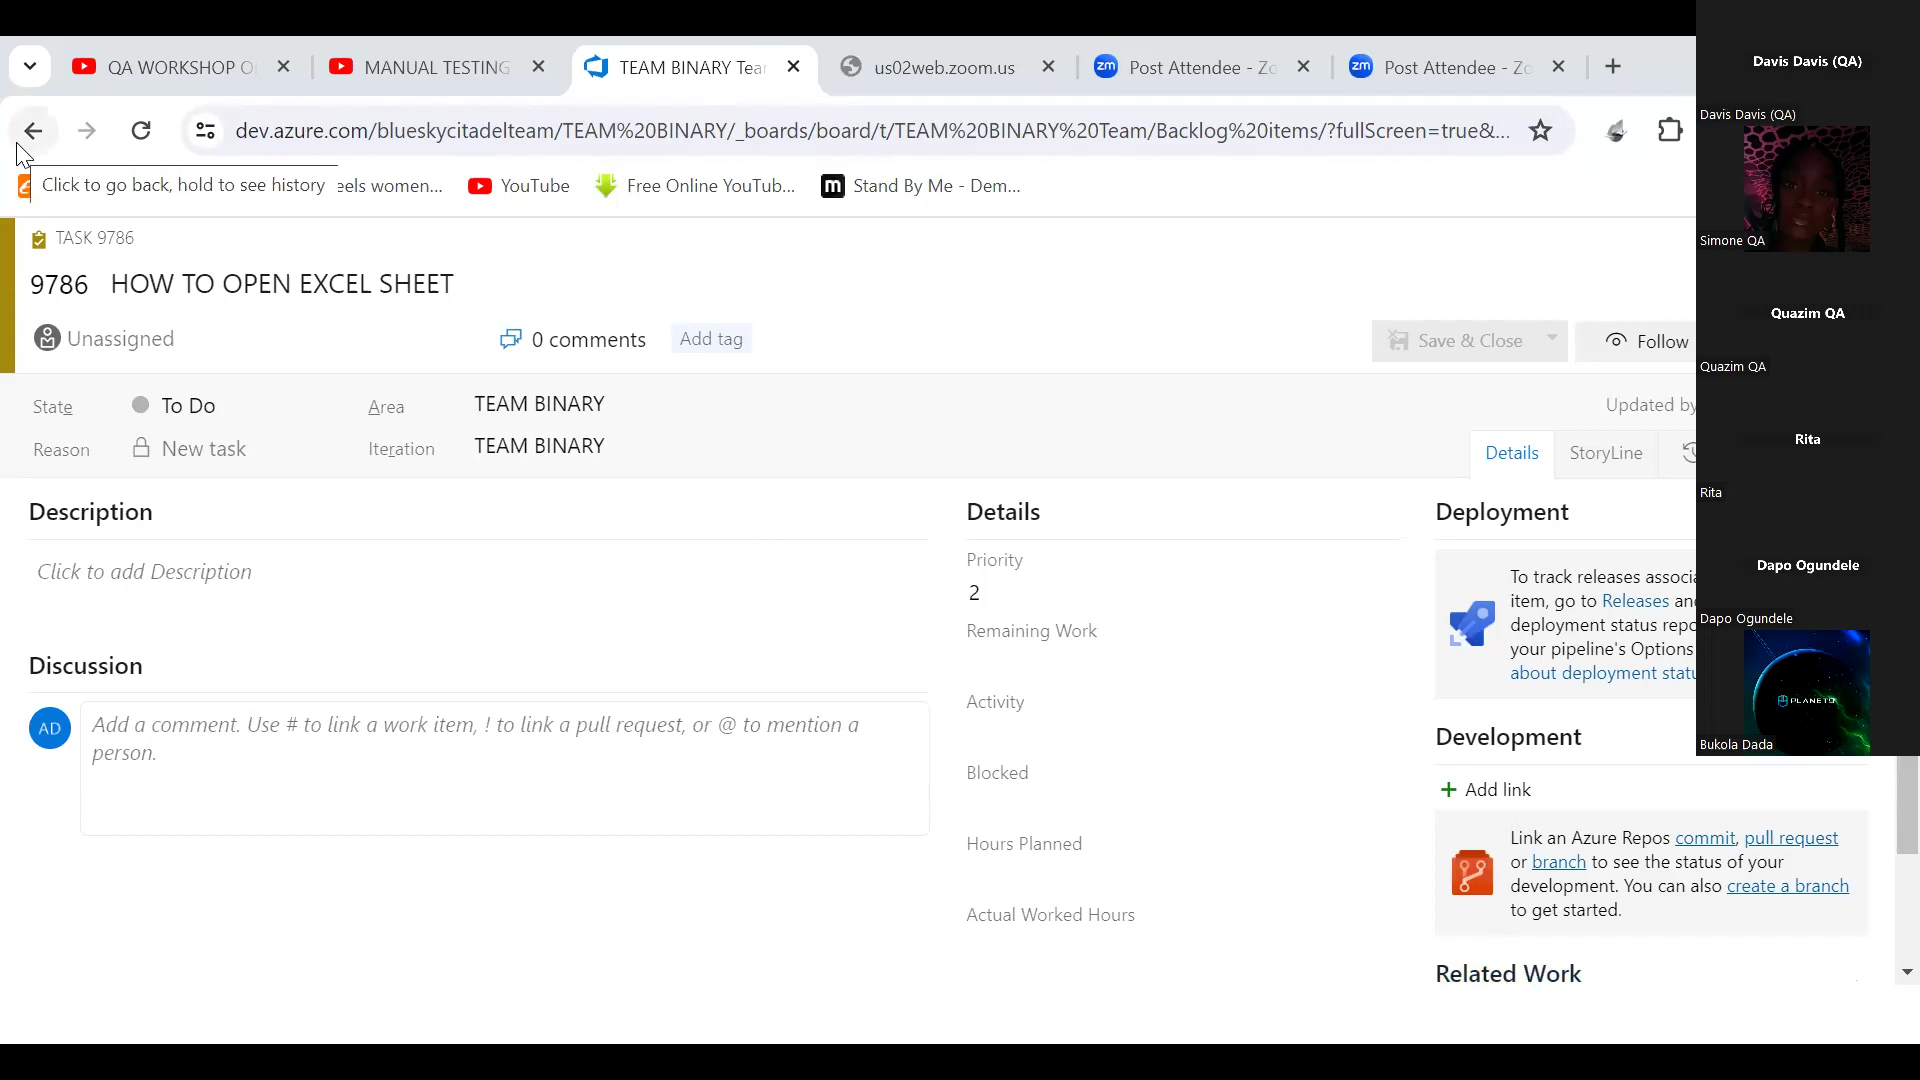 QA WORKSHOP O
MANUAL TESTING
TEAM BINARY Tea
us02web.zoom.us
Post Attendee - Zo
Post Attendee - Zo
dev.azure.com/blueskycitadelteam/TEAM%20BINARY/_boards/board/t/TEAM%20BINARY%20Team/Backlog%20items/?fullScreen=true&...
Click to go back, hold to see history
eels women...
YouTube
Free Online YouTub...
Stand By Me - Dem...
TASK 9786
9786 HOW TO OPEN EXCEL SHEET
Unassigned
0 comments
Add tag
Save & Close
Follow
State
To Do
Area
TEAM BINARY
Updated by
Reason
New task
Iteration
TEAM BINARY
Details
StoryLine
Description
Click to add Description
Discussion
AD
Add a comment. Use # to link a work item, ! to link a pull request, or @ to mention a
person.
Details
Priority
2
Remaining Work
Activity
Blocked
Hours Planned
Actual Worked Hours
Deployment
To track releases associa
item, go to Releases an
deployment status repo
your pipeline's Options
about deployment statu
Development
Add link
Link an Azure Repos commit, pull request
or branch to see the status of your
development. You can also create a branch
to get started.
Related Work
Davis Davis (QA)
Davis Davis (QA)
Simone QA
Quazim QA
Quazim QA
Rita
Rita
Dapo Ogundele
Dapo Ogundele
PLANETQ
Bukola Dada